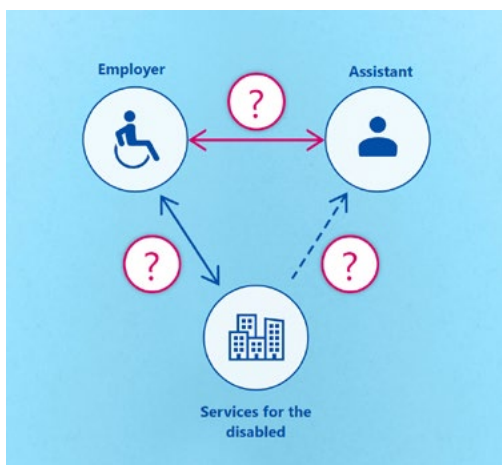 Employer
Assistant
?
?
?
Services for the
disabled